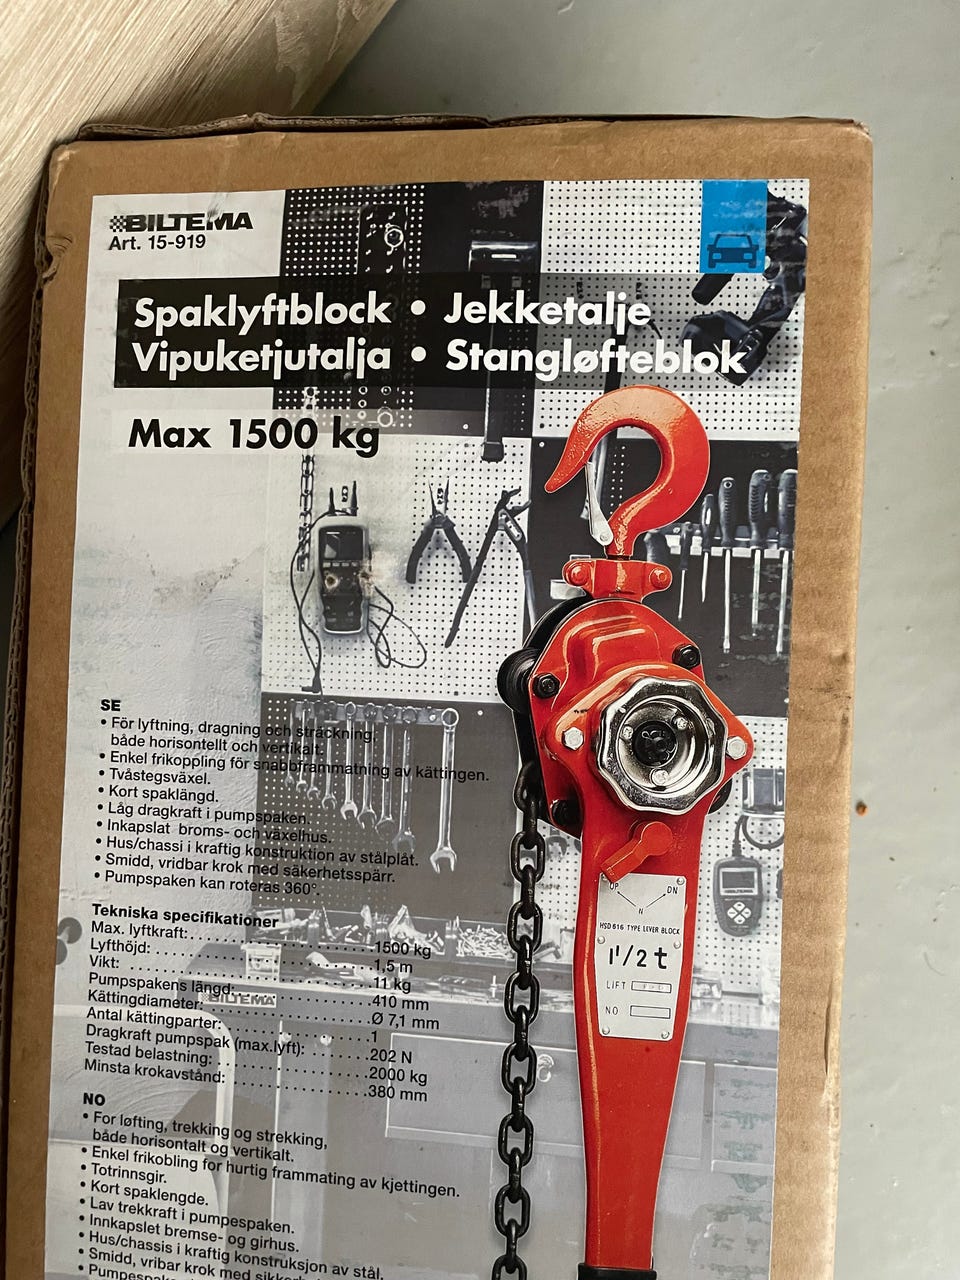 BILTEMA
Art. 15-919
Spaklyftblock • Jekketalje
Vipuketjutalja • Stangløfteblok
Max 1500 kg
SE
• För lyftning, dragning och sträckning,
både horisontellt och vertikalt.
• Enkel frikoppling för snabbframmatning av kättingen.
• Tvåstegsväxel.
• Kort spaklängd.
• Låg dragkraft i pumpspaken.
• Inkapslat broms- och växelhus.
• Hus/chassi i kraftig konstruktion av stålplåt.
• Smidd, vridbar krok med säkerhetsspärr.
• Pumpspaken kan roteras 360°.
Tekniska specifikationer
Max. lyftkraft: 1500 kg
Lyfthöjd: 1,5 m
Vikt: 11 kg
Pumpspakens längd: 410 mm
Kättingdiameter: Ø 7,1 mm
Antal kättingparter: 1
Dragkraft pumpspak (max.lyft): 202 N
Testad belastning: 2000 kg
Minsta krokavstånd: 380 mm
NO
• For løfting, trekking og strekking,
både horisontalt og vertikalt.
• Enkel frikobling for hurtig frammating av kjettingen.
• Totrinnsgir.
• Kort spaklengde.
• Lav trekkraft i pumpespaken.
• Innkapslet bremse- og girhus.
• Hus/chassis i kraftig konstruksjon av stål.
• Smidd, vribar krok med
UP DN
N
HSD 616 TYPE LEVER BLOCK
1 1/2 t
LIFT
NO
BILTEMA